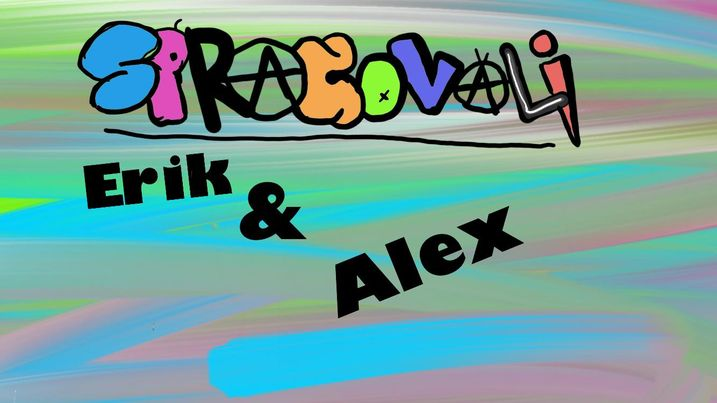 SPRACOVALi
Erik
&
Alex